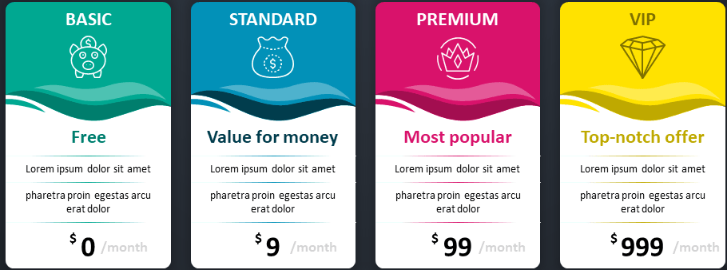 BASIC
$
Free
Lorem ipsum dolor sit amet
pharetra proin egestas arcu
erat dolor
$ 0 /month
STANDARD
$
Value for money
Lorem ipsum dolor sit amet
pharetra proin egestas arcu
erat dolor
$ 9 /month
PREMIUM
Most popular
Lorem ipsum dolor sit amet
pharetra proin egestas arcu
erat dolor
$ 99 /month
VIP
Top-notch offer
Lorem ipsum dolor sit amet
pharetra proin egestas arcu
erat dolor
$ 999 /month